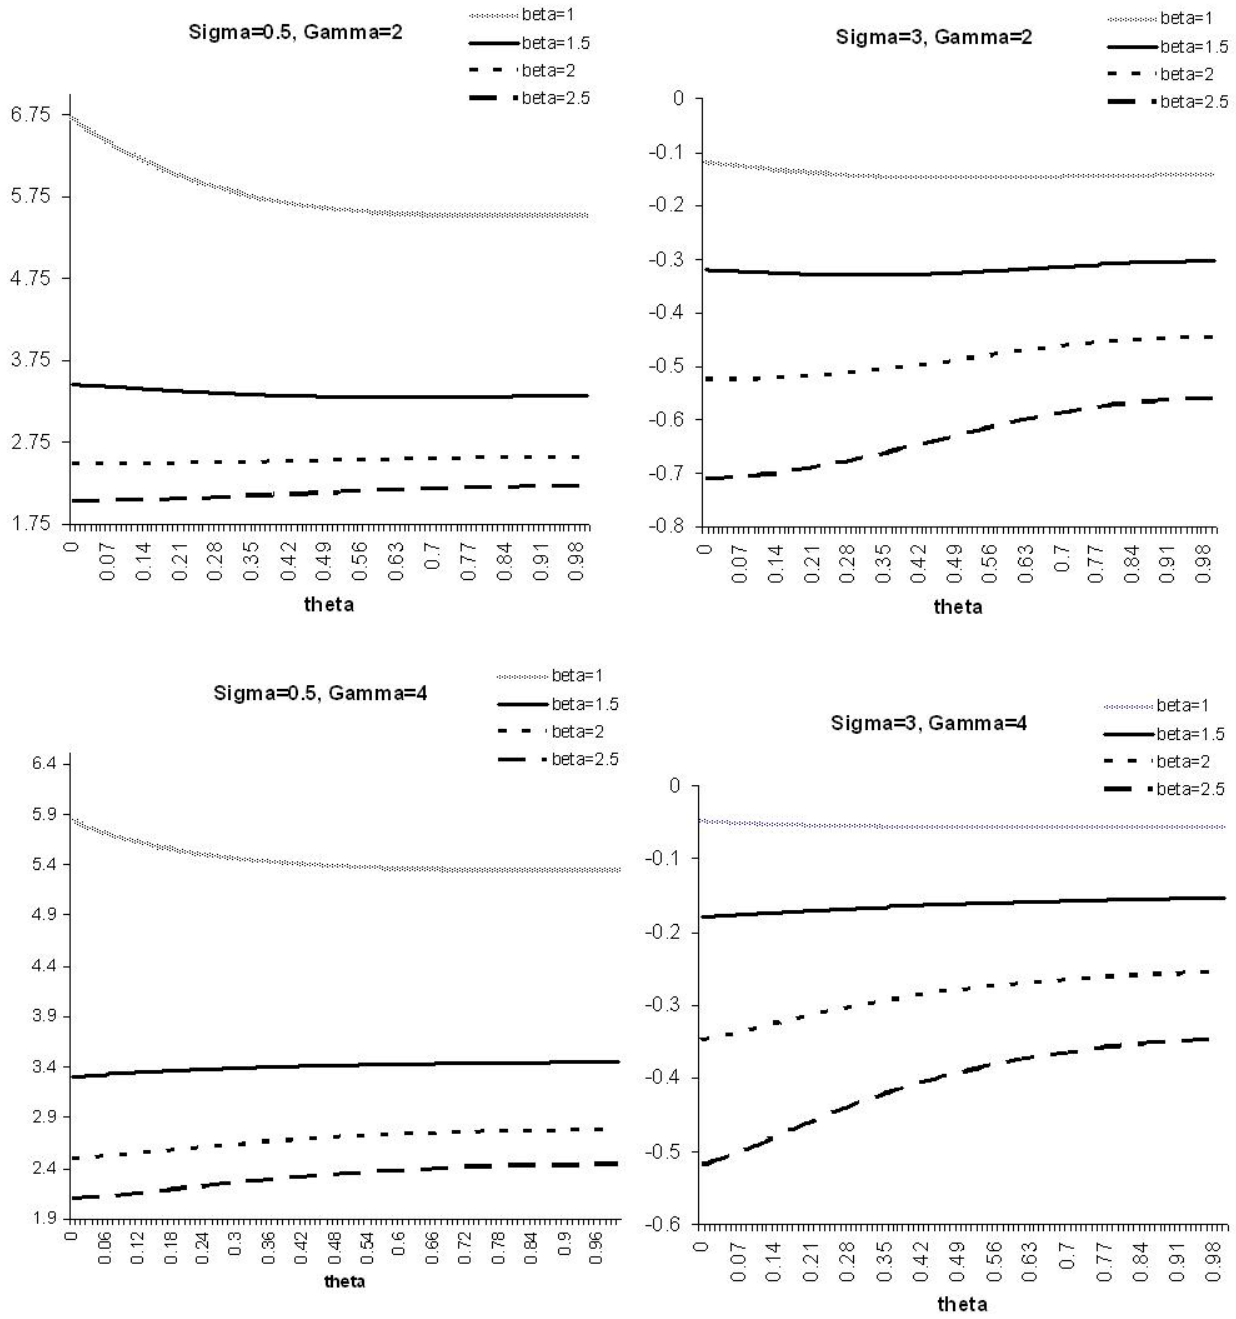 Sigma=0.5, Gamma=2
beta=1
beta=1.5
beta=2
beta=2.5
6.75
5.75
4.75
3.75
2.75
1.75
0 0.07 0.14 0.21 0.28 0.35 0.42 0.49 0.56 0.63 0.7 0.77 0.84 0.91 0.98
theta
Sigma=3, Gamma=2
beta=1
beta=1.5
beta=2
beta=2.5
0
-0.1
-0.2
-0.3
-0.4
-0.5
-0.6
-0.7
-0.8
0 0.07 0.14 0.21 0.28 0.35 0.42 0.49 0.56 0.63 0.7 0.77 0.84 0.91 0.98
theta
Sigma=0.5, Gamma=4
beta=1
beta=1.5
beta=2
beta=2.5
6.4
5.9
5.4
4.9
4.4
3.9
3.4
2.9
2.4
1.9
0 0.06 0.12 0.18 0.24 0.3 0.36 0.42 0.48 0.54 0.6 0.66 0.72 0.78 0.84 0.9 0.96
theta
Sigma=3, Gamma=4
beta=1
beta=1.5
beta=2
beta=2.5
0
-0.1
-0.2
-0.3
-0.4
-0.5
-0.6
0 0.07 0.14 0.21 0.28 0.35 0.42 0.49 0.56 0.63 0.7 0.77 0.84 0.91 0.98
theta